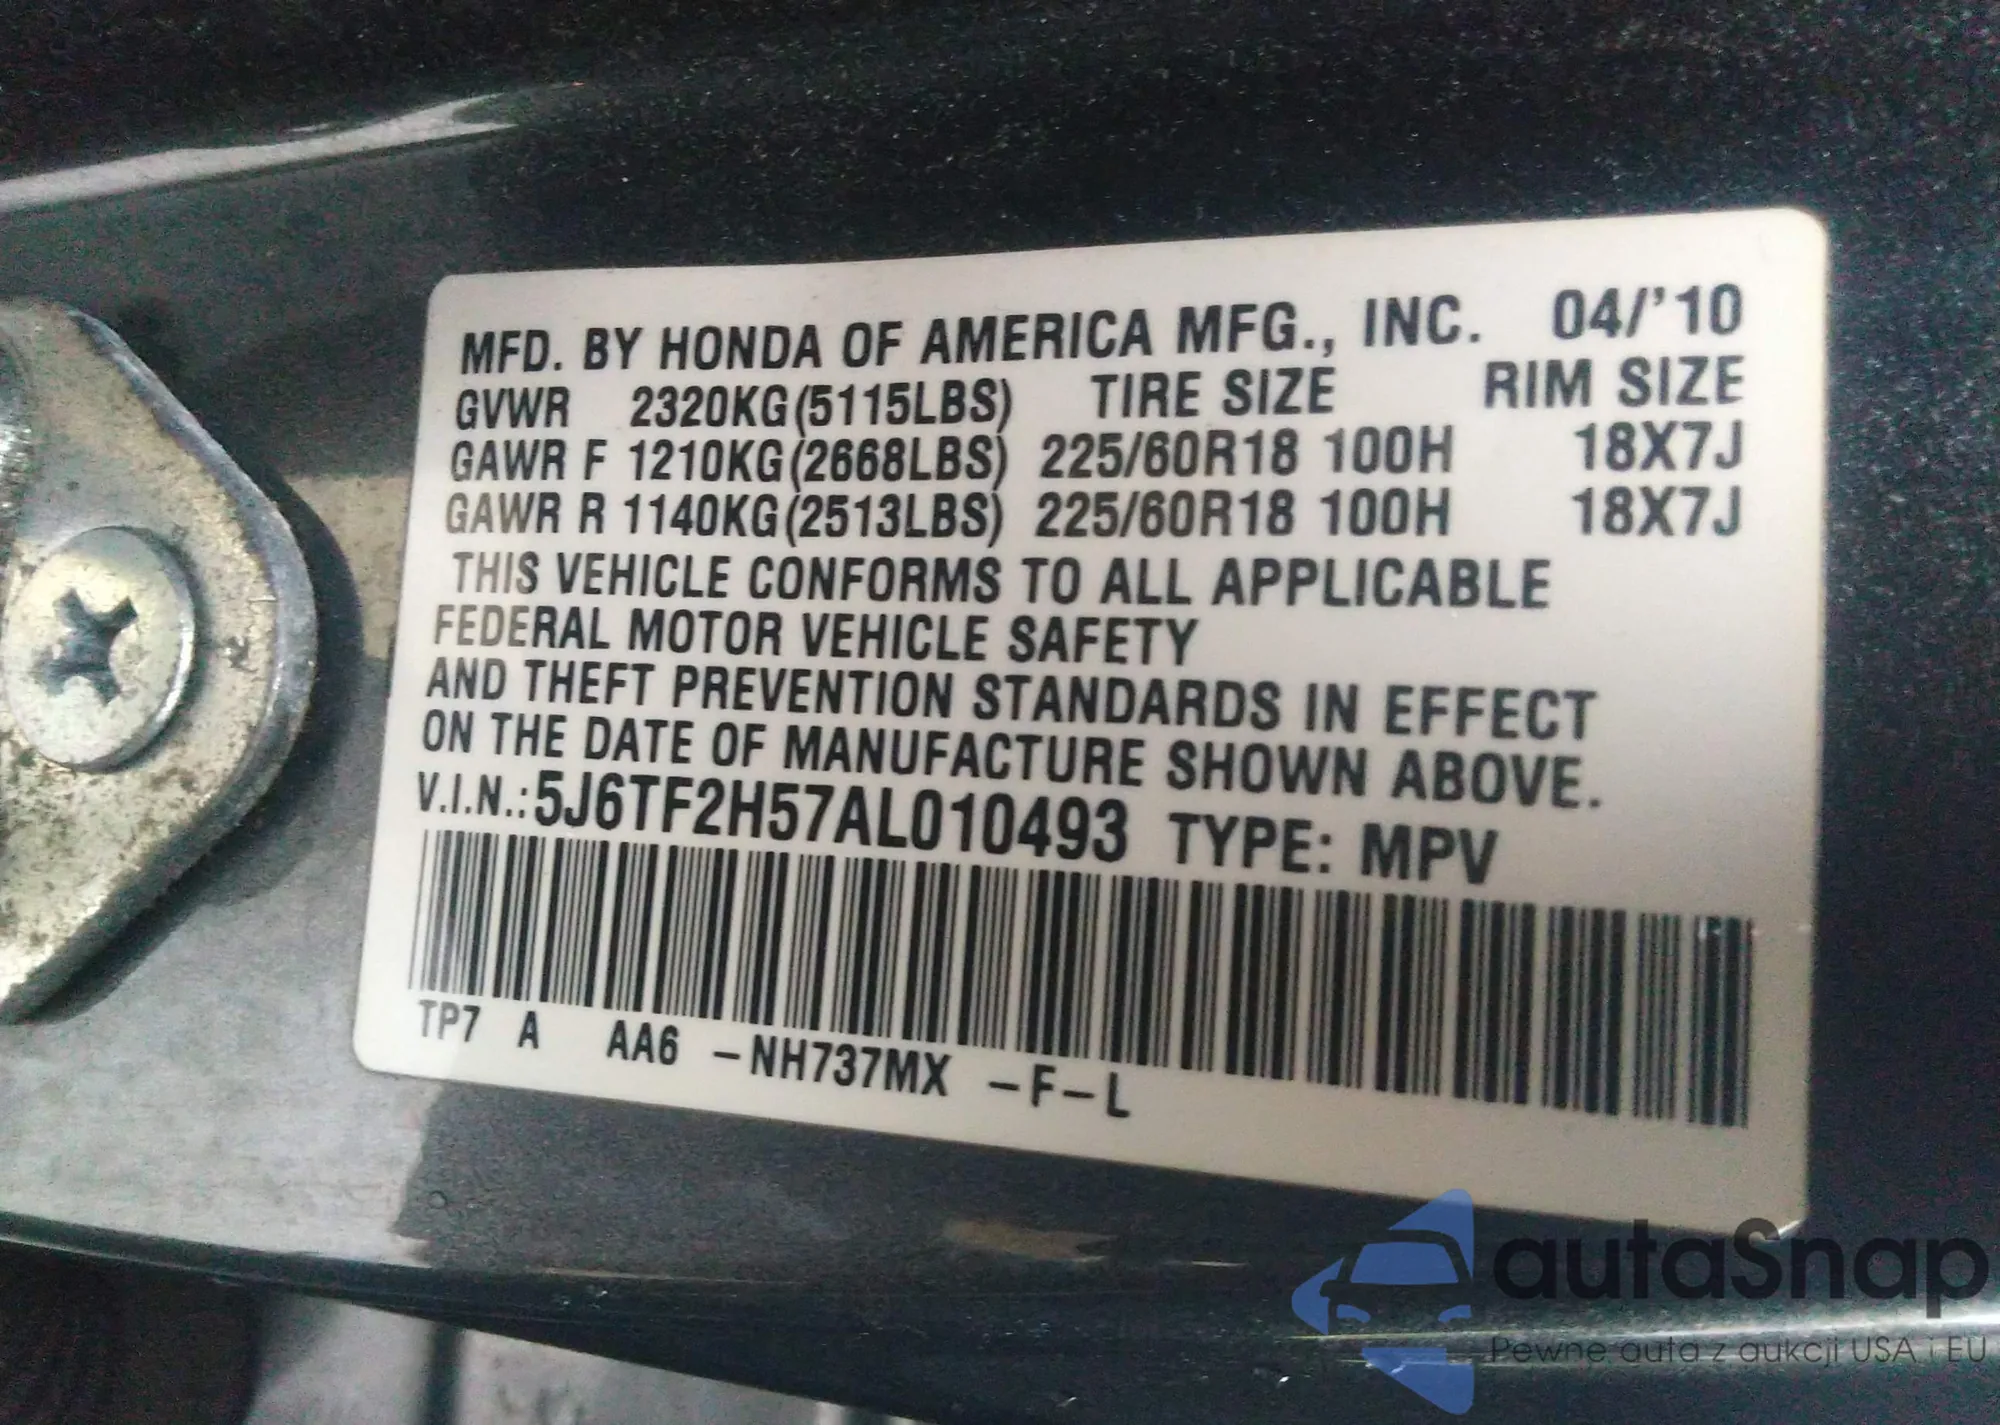 MFD. BY HONDA OF AMERICA MFG., INC. 04/'10
GVWR 2320KG(5115LBS) TIRE SIZE RIM SIZE
GAWR F 1210KG(2668LBS) 225/60R18 100H 18X7J
GAWR R 1140KG(2513LBS) 225/60R18 100H 18X7J
THIS VEHICLE CONFORMS TO ALL APPLICABLE
FEDERAL MOTOR VEHICLE SAFETY
AND THEFT PREVENTION STANDARDS IN EFFECT
ON THE DATE OF MANUFACTURE SHOWN ABOVE.
V.I.N.:5J6TF2H57AL010493 TYPE: MPV
TP7 A AA6 -NH737MX -F-L
autaSnap
Pewne auta z aukcji USA i EU